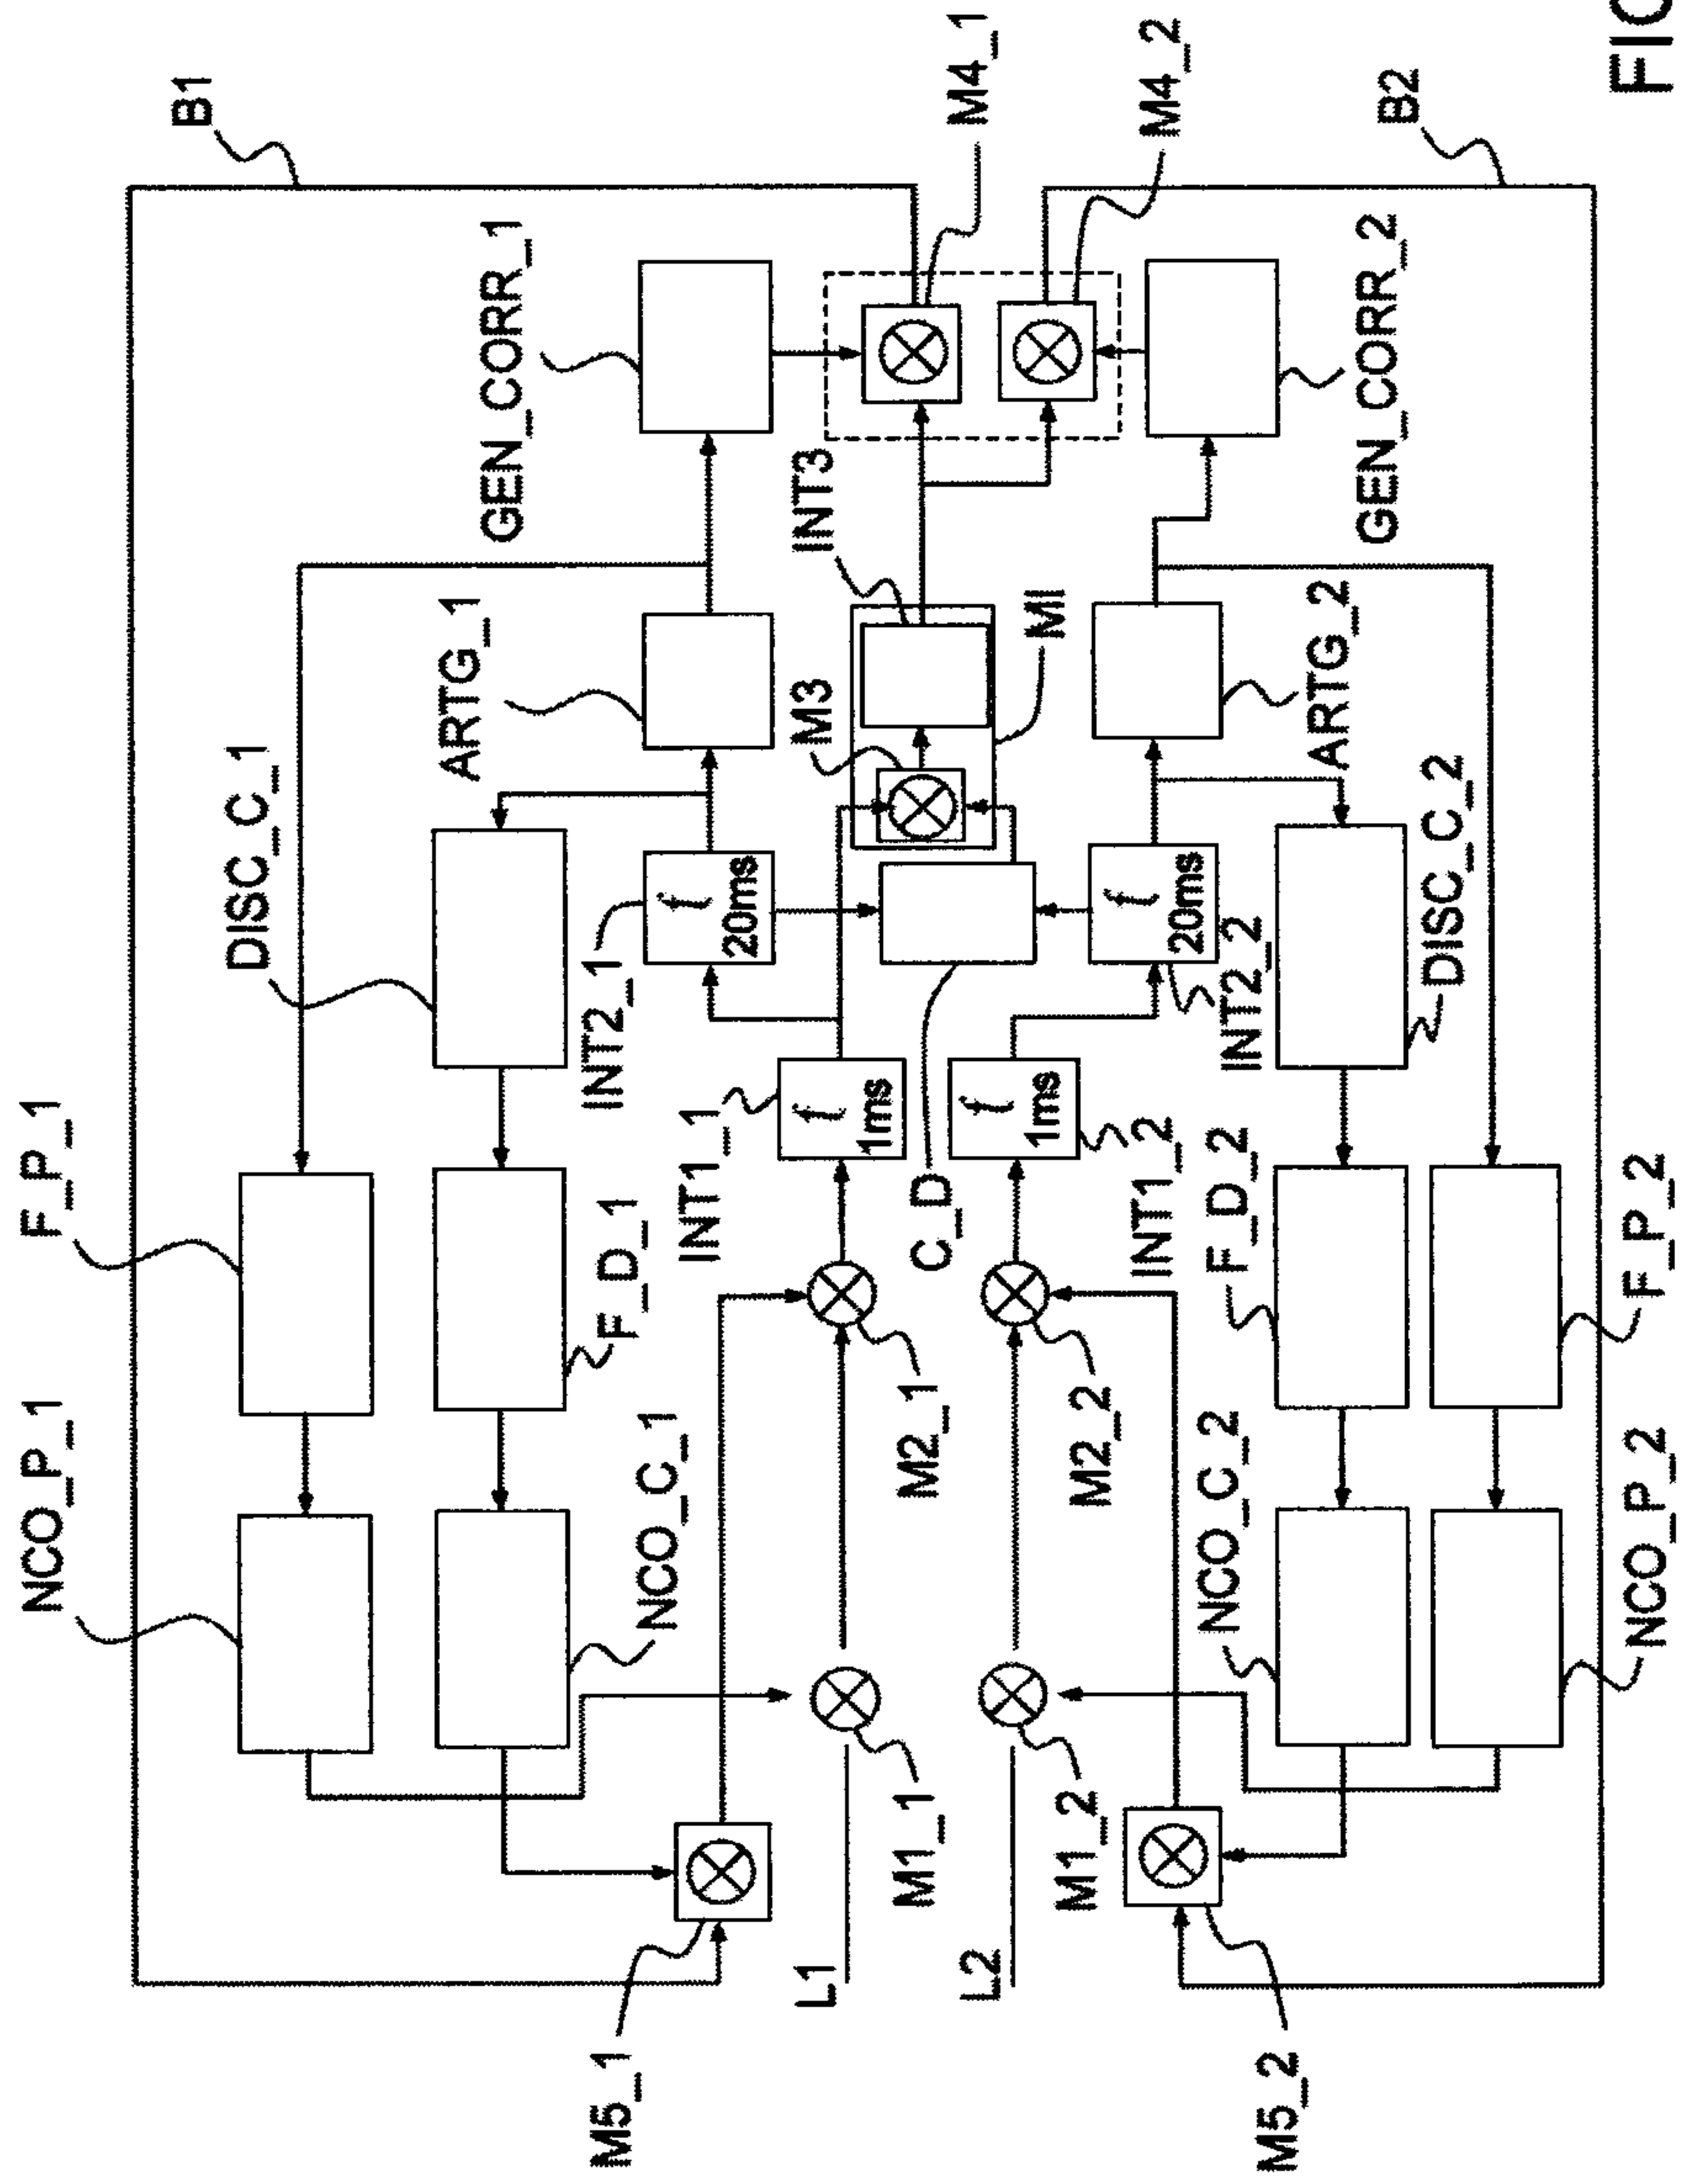 B1
M4_1
M4_2
B2
FIG
GEN_CORR_1
GEN_CORR_2
INT3
M3
MI
ARTG_1
ARTG_2
DISC_C_1
DISC_C_2
INT2_1
∫ 20ms
∫ 20ms
INT2_2
INT1_1
∫ 1ms
∫ 1ms
INT1_2
C_D
F_P_1
F_D_1
F_D_2
F_P_2
NCO_P_1
NCO_C_1
M2_1
M2_2
NCO_C_2
NCO_P_2
L1
M1_1
L2
M1_2
M5_1
M5_2